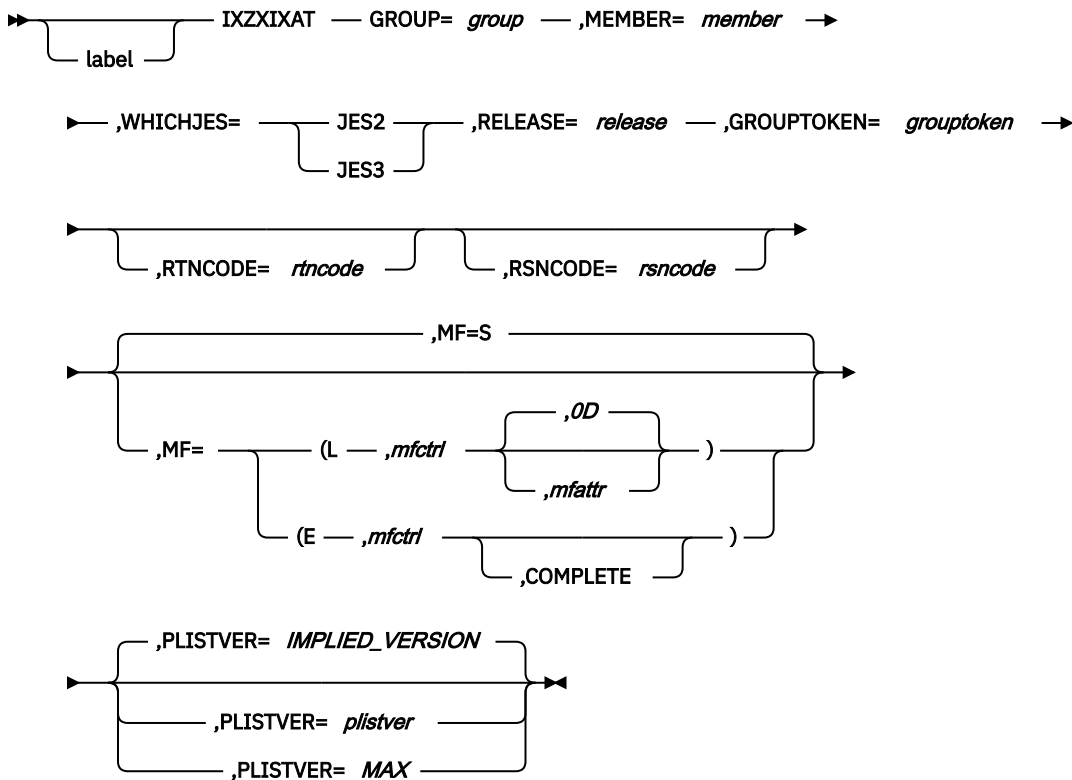 IXZXIXAT GROUP= group ,MEMBER= member
label
,WHICHJES= JES2 ,RELEASE= release ,GROUPTOKEN= grouptoken
JES3
,RTNCODE= rtncode ,RSNCODE= rsncode
,MF=S
,0D
,MF= (L ,mfctrl )
,mfattr
(E ,mfctrl )
,COMPLETE
,PLISTVER= IMPLIED_VERSION
,PLISTVER= plistver
,PLISTVER= MAX